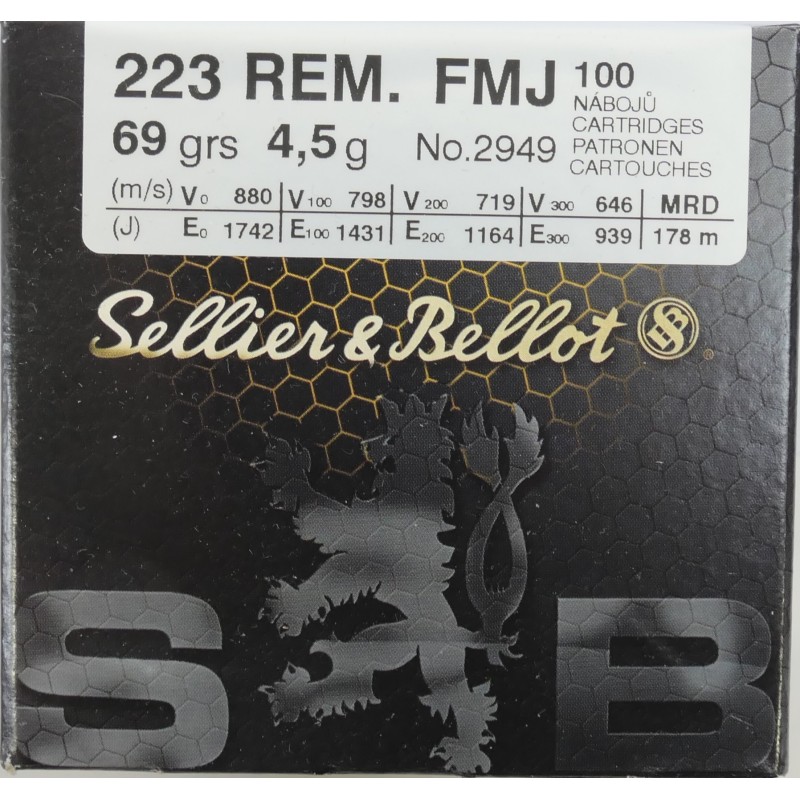 223 REM. FMJ 100
NÁBOJŮ
69 grs 4,5 g No.2949 CARTRIDGES
PATRONEN
CARTOUCHES
(m/s) V0 880 V100 798 V200 719 V300 646 MRD
(J) E0 1742 E100 1431 E200 1164 E300 939 178 m
Sellier & Bellot SB ®
S B